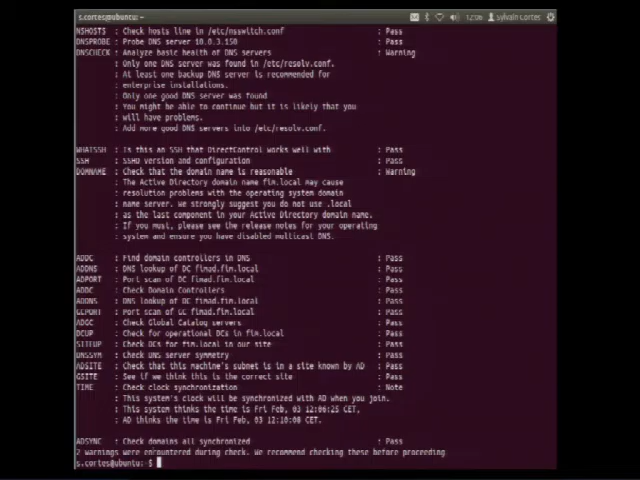 s.cortes@ubuntu: ~
12:06 sylvain cortes
NSHOSTS : Check hosts line in /etc/nsswitch.conf : Pass
DNSPROBE : Probe DNS server 10.0.3.150 : Pass
DNSCHECK : Analyze basic health of DNS servers : Warning
: Only one DNS server was found in /etc/resolv.conf.
: At least one backup DNS server is recommended for
: enterprise installations.
: Only one good DNS server was found
: You might be able to continue but it is likely that you
: will have problems.
: Add more good DNS servers into /etc/resolv.conf.
WHATSSH : Is this an SSH that DirectControl works well with : Pass
SSH : SSHD version and configuration : Pass
DOMNAME : Check that the domain name is reasonable : Warning
: The Active Directory domain name fim.local may cause
: resolution problems with the operating system domain
: name server. we strongly suggest you do not use .local
: as the last component in your Active Directory domain name.
: If you must, please see the release notes for your operating
: system and ensure you have disabled multicast DNS.
ADDC : Find domain controllers in DNS : Pass
ADDNS : DNS lookup of DC fimad.fim.local : Pass
ADPORT : Port scan of DC fimad.fim.local : Pass
ADDC : Check Domain Controllers : Pass
ADDNS : DNS lookup of DC fimad.fim.local : Pass
GCPORT : Port scan of DC fimad.fim.local : Pass
ADGC : Check Global Catalog servers : Pass
DCUP : Check for operational DCs in fim.local : Pass
SITEUP : Check DCs for fim.local in our site : Pass
DNSSYM : Check DNS server symmetry : Pass
ADSITE : Check that this machine's subnet is in a site known by AD : Pass
GSITE : See if we think this is the correct site : Pass
TIME : Check clock synchronization : Note
: This system's clock will be synchronized with AD when you join.
: This system thinks the time is Fri Feb, 03 12:06:25 CET,
: AD thinks the time is Fri Feb, 03 12:10:08 CET.
ADSYNC : Check domains all synchronized : Pass
2 warnings were encountered during check. We recommend checking these before proceeding
s.cortes@ubuntu:~$